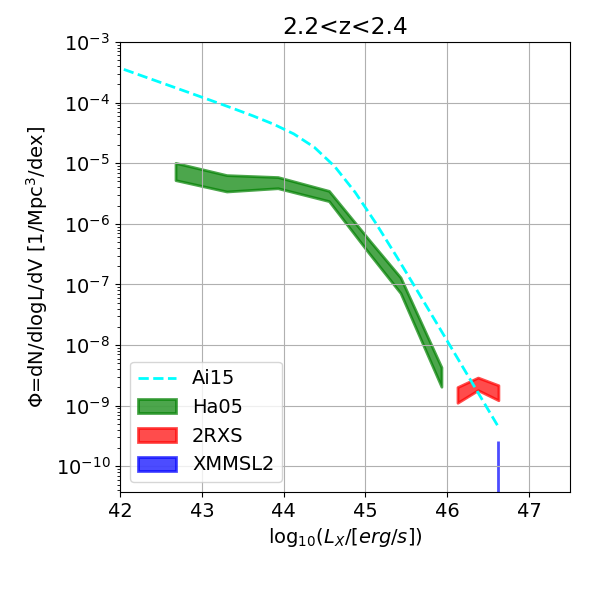 2.2<z<2.4
Φ=dN/dlogL/dV [1/Mpc³/dex]
10⁻³
10⁻⁴
10⁻⁵
10⁻⁶
10⁻⁷
10⁻⁸
10⁻⁹
10⁻¹⁰
Ai15
Ha05
2RXS
XMMSL2
42 43 44 45 46 47
log₁₀(L_X/[erg/s])